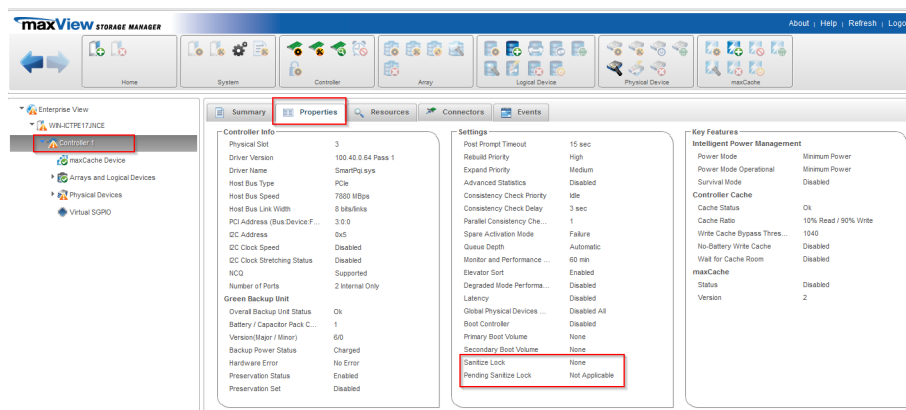 maxView STORAGE MANAGER
About | Help | Refresh | Logo
Home
System
Controller
Array
Logical Device
Physical Device
maxCache
Enterprise View
WIN-ICTPE17JNCE
Controller 1
maxCache Device
Arrays and Logical Devices
Physical Devices
Virtual SGPIO
Summary
Properties
Resources
Connectors
Events
Controller Info
Physical Slot 3
Driver Version 100.40.0.64 Pass 1
Driver Name SmartPqi.sys
Host Bus Type PCIe
Host Bus Speed 7880 MBps
Host Bus Link Width 8 bits/links
PCI Address (Bus:Device:F... 3:0:0
I2C Address 0x5
I2C Clock Speed Disabled
I2C Clock Stretching Status Disabled
NCQ Supported
Number of Ports 2 Internal Only
Green Backup Unit
Overall Backup Unit Status Ok
Battery / Capacitor Pack C... 1
Version(Major / Minor) 6/0
Backup Power Status Charged
Hardware Error No Error
Preservation Status Enabled
Preservation Set Disabled
Settings
Post Prompt Timeout 15 sec
Rebuild Priority High
Expand Priority Medium
Advanced Statistics Disabled
Consistency Check Priority Idle
Consistency Check Delay 3 sec
Parallel Consistency Che... 1
Spare Activation Mode Failure
Queue Depth Automatic
Monitor and Performance ... 60 min
Elevator Sort Enabled
Degraded Mode Performa... Disabled
Latency Disabled
Global Physical Devices ... Disabled All
Boot Controller Disabled
Primary Boot Volume None
Secondary Boot Volume None
Sanitize Lock None
Pending Sanitize Lock Not Applicable
Key Features
Intelligent Power Management
Power Mode Minimum Power
Power Mode Operational Minimum Power
Survival Mode Disabled
Controller Cache
Cache Status Ok
Cache Ratio 10% Read / 90% Write
Write Cache Bypass Thres... 1040
No-Battery Write Cache Disabled
Wait for Cache Room Disabled
maxCache
Status Disabled
Version 2